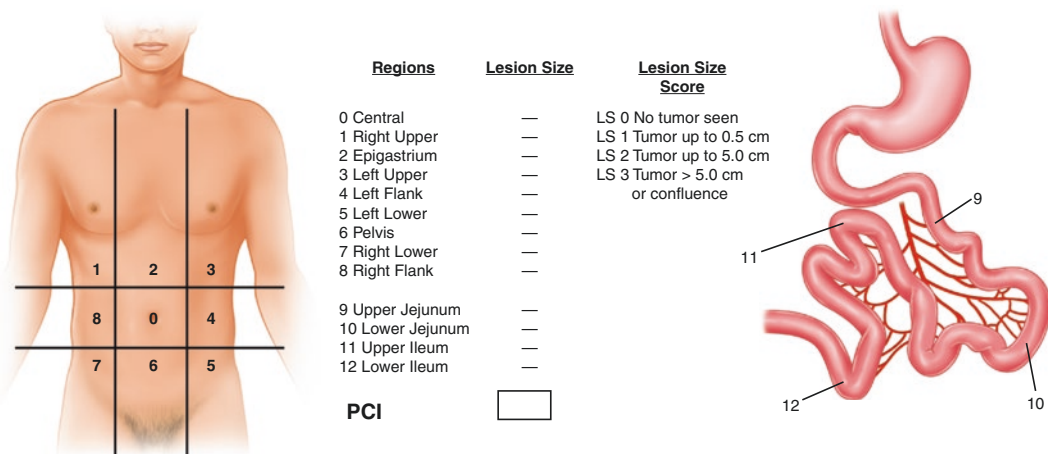 1 2 3
8 0 4
7 6 5
Regions Lesion Size Lesion Size
Score
0 Central — LS 0 No tumor seen
1 Right Upper — LS 1 Tumor up to 0.5 cm
2 Epigastrium — LS 2 Tumor up to 5.0 cm
3 Left Upper — LS 3 Tumor > 5.0 cm
4 Left Flank — or confluence
5 Left Lower —
6 Pelvis —
7 Right Lower —
8 Right Flank —
9 Upper Jejunum —
10 Lower Jejunum —
11 Upper Ileum —
12 Lower Ileum —
PCI
9
11
12
10